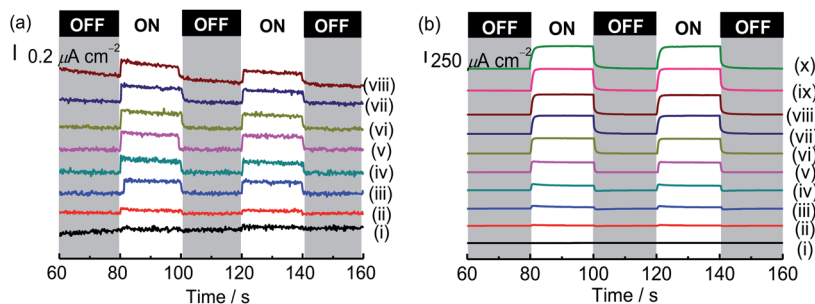 (a) OFF ON OFF ON OFF
0.2 μA cm⁻²
(viii)
(vii)
(vi)
(v)
(iv)
(iii)
(ii)
(i)
60 80 100 120 140 160
Time / s
(b) OFF ON OFF ON OFF
250 μA cm⁻²
(x)
(ix)
(viii)
(vii)
(vi)
(v)
(iv)
(iii)
(ii)
(i)
60 80 100 120 140 160
Time / s